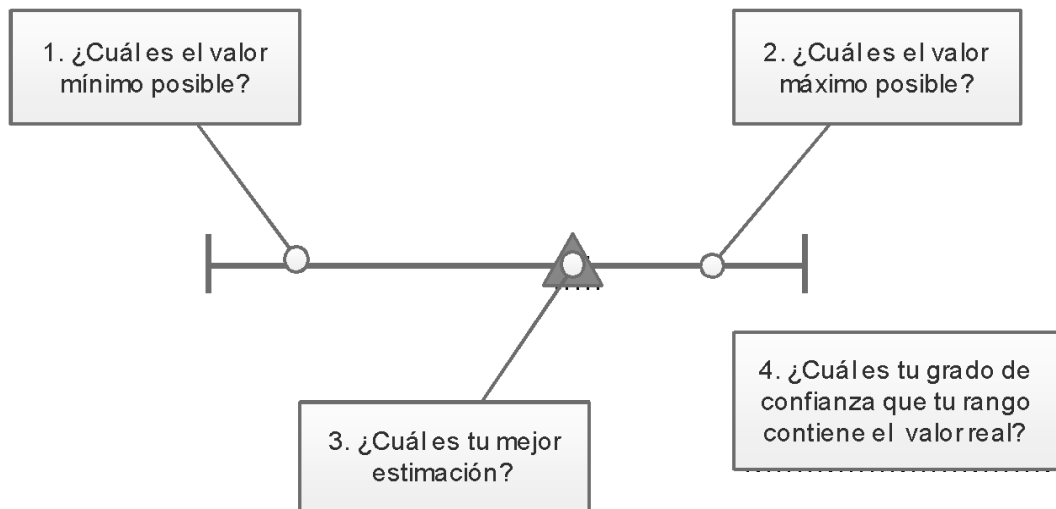 1. ¿Cuál es el valor
mínimo posible?
2. ¿Cuál es el valor
máximo posible?
3. ¿Cuál es tu mejor
estimación?
4. ¿Cuál es tu grado de
confianza que tu rango
contiene el valor real?